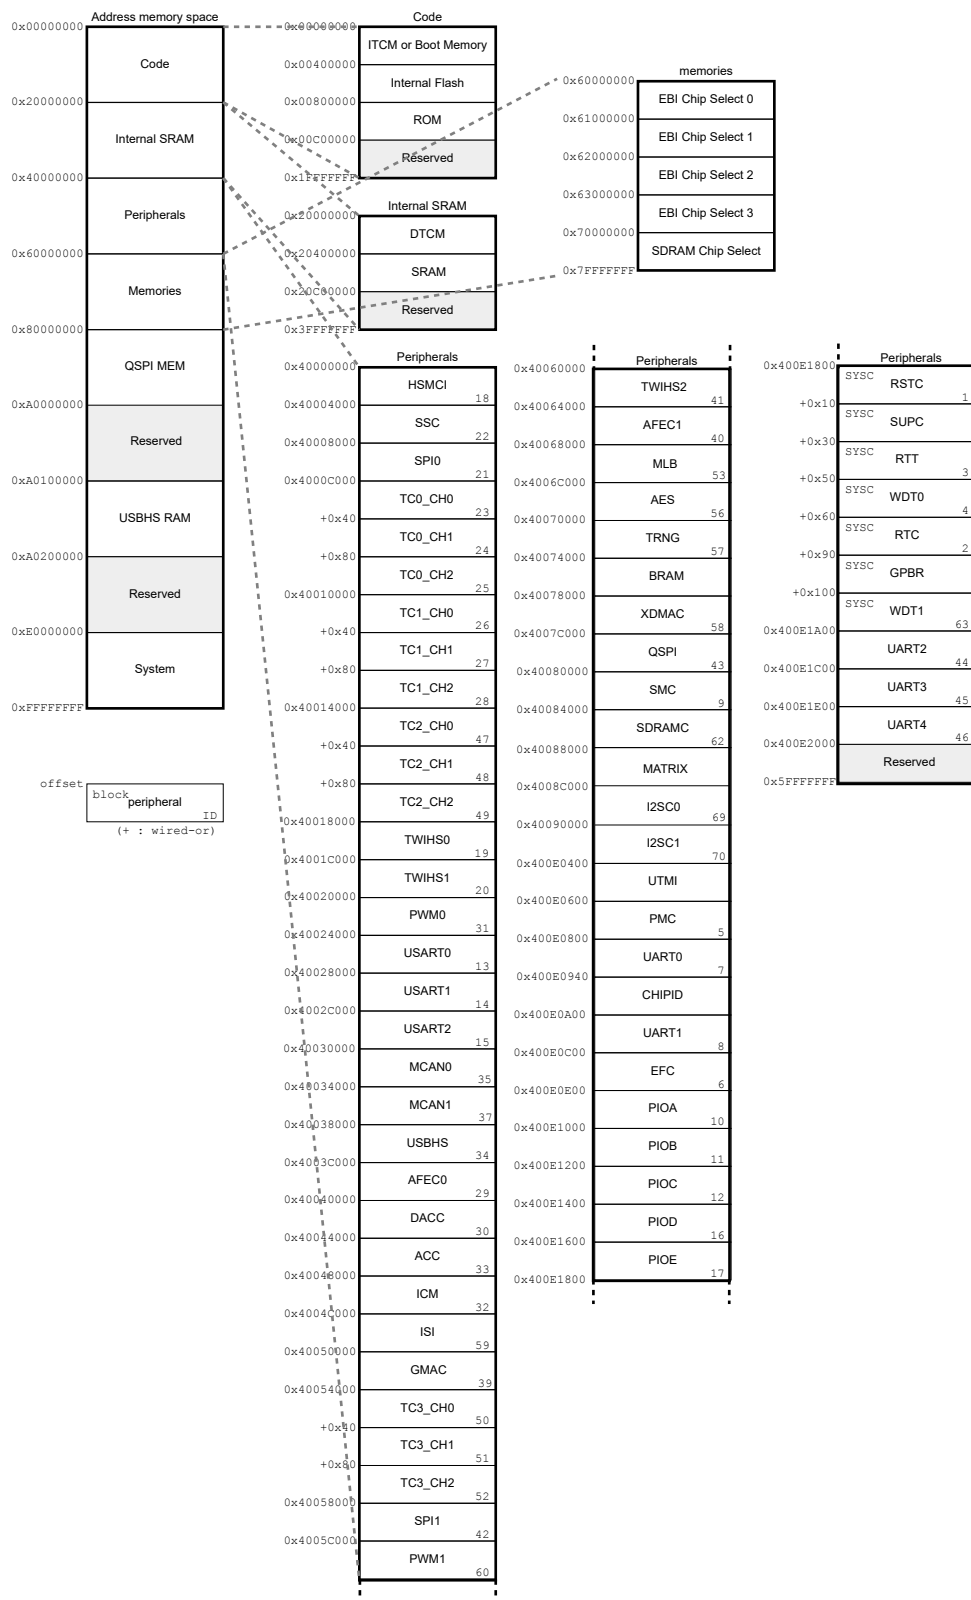 Address memory space
0x00000000
Code
0x20000000
Internal SRAM
0x40000000
Peripherals
0x60000000
Memories
0x80000000
QSPI MEM
0xA0000000
Reserved
0xA0100000
USBHS RAM
0xA0200000
Reserved
0xE0000000
System
0xFFFFFFFF
offset
block
peripheral
ID
(+ : wired-or)
Code
0x00000000
ITCM or Boot Memory
0x00400000
Internal Flash
0x00800000
ROM
0x00C00000
Reserved
0x1FFFFFFF
Internal SRAM
0x20000000
DTCM
0x20400000
SRAM
0x20C00000
Reserved
0x3FFFFFFF
Peripherals
0x40000000
HSMCI
18
0x40004000
SSC
22
0x40008000
SPI0
21
0x4000C000
TC0_CH0
23
+0x40
TC0_CH1
24
+0x80
TC0_CH2
25
0x40010000
TC1_CH0
26
+0x40
TC1_CH1
27
+0x80
TC1_CH2
28
0x40014000
TC2_CH0
47
+0x40
TC2_CH1
48
+0x80
TC2_CH2
49
0x40018000
TWIHS0
19
0x4001C000
TWIHS1
20
0x40020000
PWM0
31
0x40024000
USART0
13
0x40028000
USART1
14
0x4002C000
USART2
15
0x40030000
MCAN0
35
0x40034000
MCAN1
37
0x40038000
USBHS
34
0x4003C000
AFEC0
29
0x40040000
DACC
30
0x40044000
ACC
33
0x40048000
ICM
32
0x4004C000
ISI
59
0x40050000
GMAC
39
0x40054000
TC3_CH0
50
+0x40
TC3_CH1
51
+0x80
TC3_CH2
52
0x40058000
SPI1
42
0x4005C000
PWM1
60
memories
0x60000000
EBI Chip Select 0
0x61000000
EBI Chip Select 1
0x62000000
EBI Chip Select 2
0x63000000
EBI Chip Select 3
0x70000000
SDRAM Chip Select
0x7FFFFFFF
Peripherals
0x40060000
TWIHS2
41
0x40064000
AFEC1
40
0x40068000
MLB
53
0x4006C000
AES
56
0x40070000
TRNG
57
0x40074000
BRAM
0x40078000
XDMAC
58
0x4007C000
QSPI
43
0x40080000
SMC
9
0x40084000
SDRAMC
62
0x40088000
MATRIX
0x4008C000
I2SC0
69
0x40090000
I2SC1
70
0x400E0400
UTMI
0x400E0600
PMC
5
0x400E0800
UART0
7
0x400E0940
CHIPID
0x400E0A00
UART1
8
0x400E0C00
EFC
6
0x400E0E00
PIOA
10
0x400E1000
PIOB
11
0x400E1200
PIOC
12
0x400E1400
PIOD
16
0x400E1600
PIOE
17
0x400E1800
Peripherals
0x400E1800
SYSC
RSTC
1
+0x10
SYSC
SUPC
+0x30
SYSC
RTT
3
+0x50
SYSC
WDT0
4
+0x60
SYSC
RTC
2
+0x90
SYSC
GPBR
+0x100
SYSC
WDT1
63
0x400E1A00
UART2
44
0x400E1C00
UART3
45
0x400E1E00
UART4
46
0x400E2000
Reserved
0x5FFFFFFF